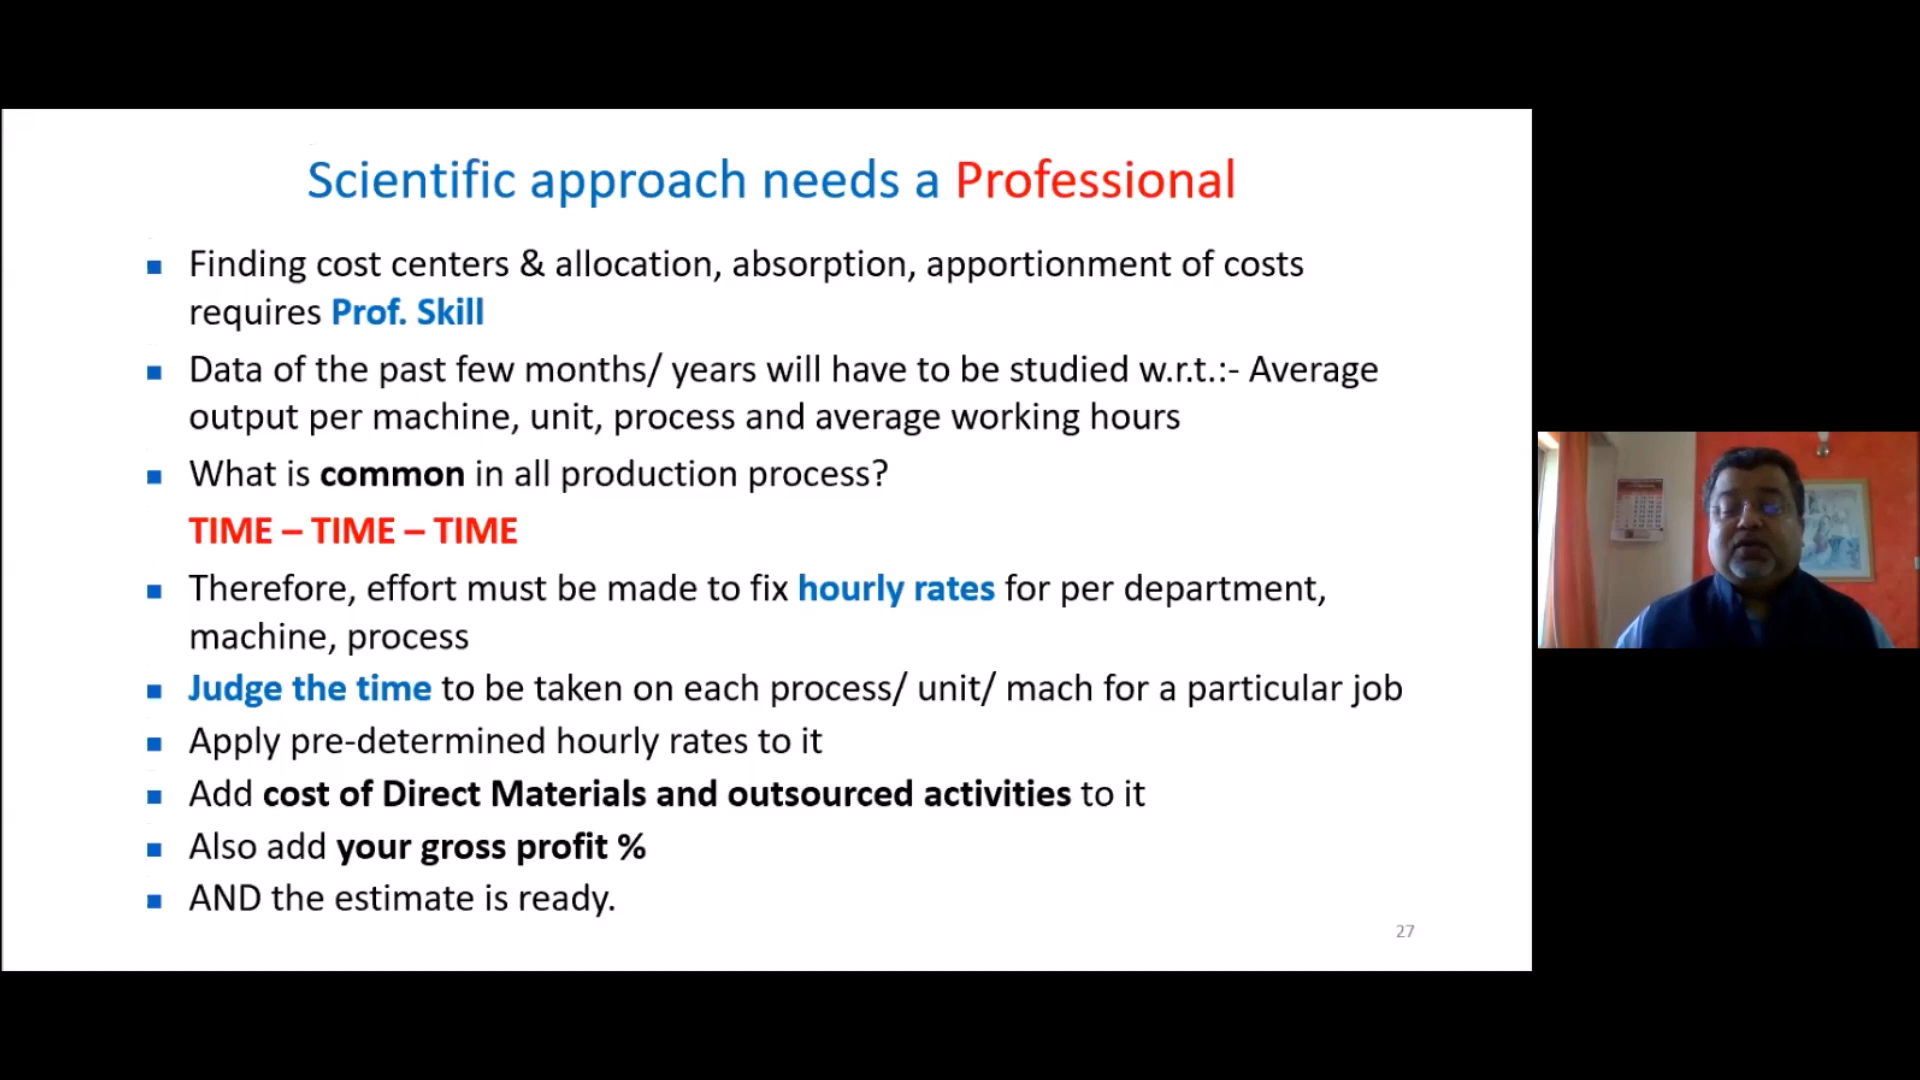 Scientific approach needs a Professional
Finding cost centers & allocation, absorption, apportionment of costs
requires Prof. Skill
Data of the past few months/ years will have to be studied w.r.t.:- Average
output per machine, unit, process and average working hours
What is common in all production process?
TIME – TIME – TIME
Therefore, effort must be made to fix hourly rates for per department,
machine, process
Judge the time to be taken on each process/ unit/ mach for a particular job
Apply pre-determined hourly rates to it
Add cost of Direct Materials and outsourced activities to it
Also add your gross profit %
AND the estimate is ready.
27